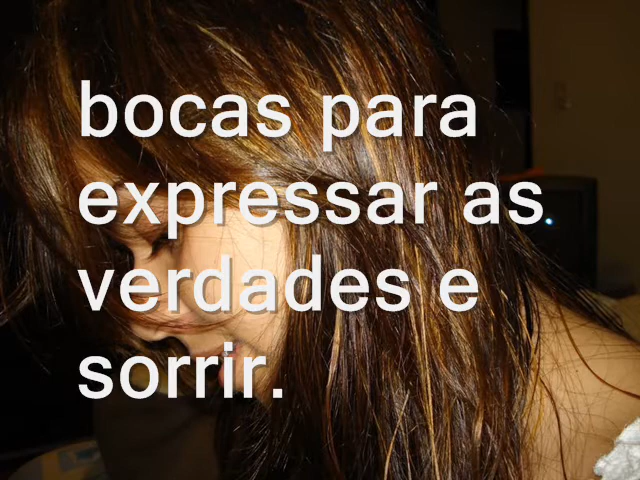 bocas para
expressar as
verdades e
sorrir.